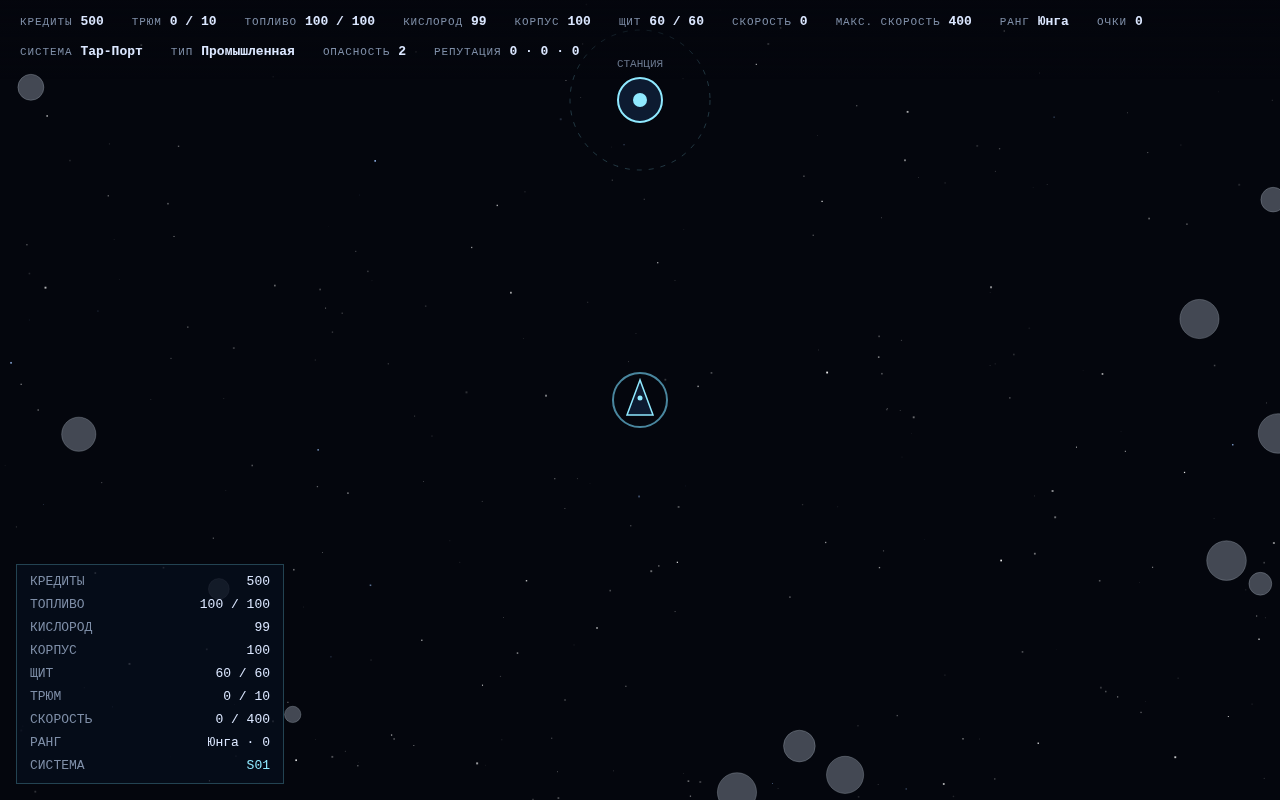 КРЕДИТЫ 500 ТРЮМ 0 / 10 ТОПЛИВО 100 / 100 КИСЛОРОД 99 КОРПУС 100 ЩИТ 60 / 60 СКОРОСТЬ 0 МАКС. СКОРОСТЬ 400 РАНГ Юнга ОЧКИ 0
СИСТЕМА Тар-Порт ТИП Промышленная ОПАСНОСТЬ 2 РЕПУТАЦИЯ 0 · 0 · 0
СТАНЦИЯ
КРЕДИТЫ 500
ТОПЛИВО 100 / 100
КИСЛОРОД 99
КОРПУС 100
ЩИТ 60 / 60
ТРЮМ 0 / 10
СКОРОСТЬ 0 / 400
РАНГ Юнга · 0
СИСТЕМА S01